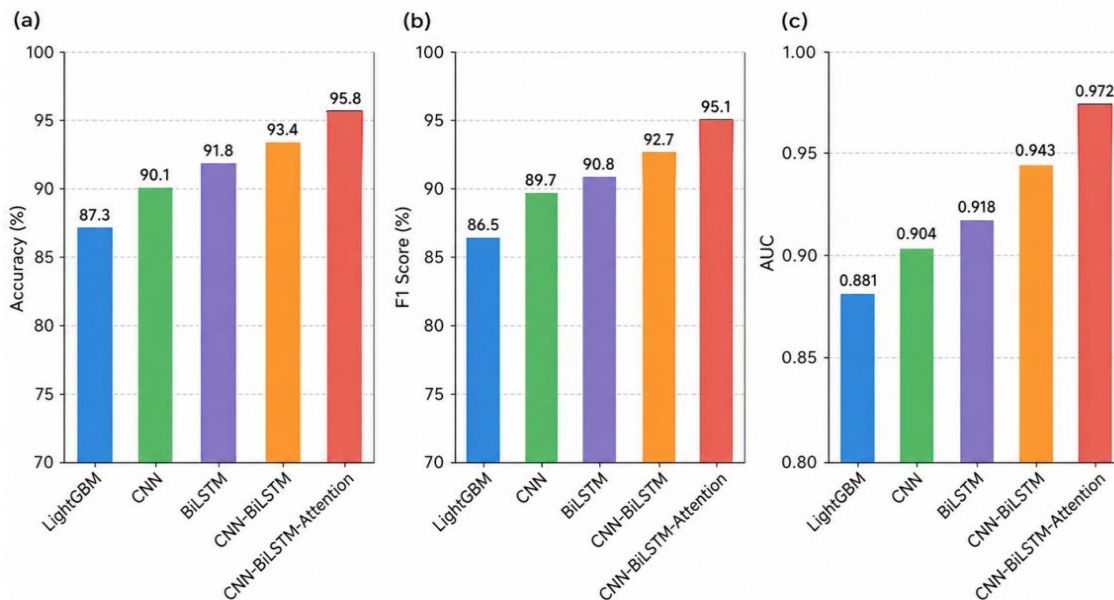 (a)
100
95
90
85
80
75
70
Accuracy (%)
87.3
90.1
91.8
93.4
95.8
LightGBM
CNN
BiLSTM
CNN-BiLSTM
CNN-BiLSTM-Attention
(b)
100
95
90
85
80
75
70
F1 Score (%)
86.5
89.7
90.8
92.7
95.1
LightGBM
CNN
BiLSTM
CNN-BiLSTM
CNN-BiLSTM-Attention
(c)
1.00
0.95
0.90
0.85
0.80
AUC
0.881
0.904
0.918
0.943
0.972
LightGBM
CNN
BiLSTM
CNN-BiLSTM
CNN-BiLSTM-Attention